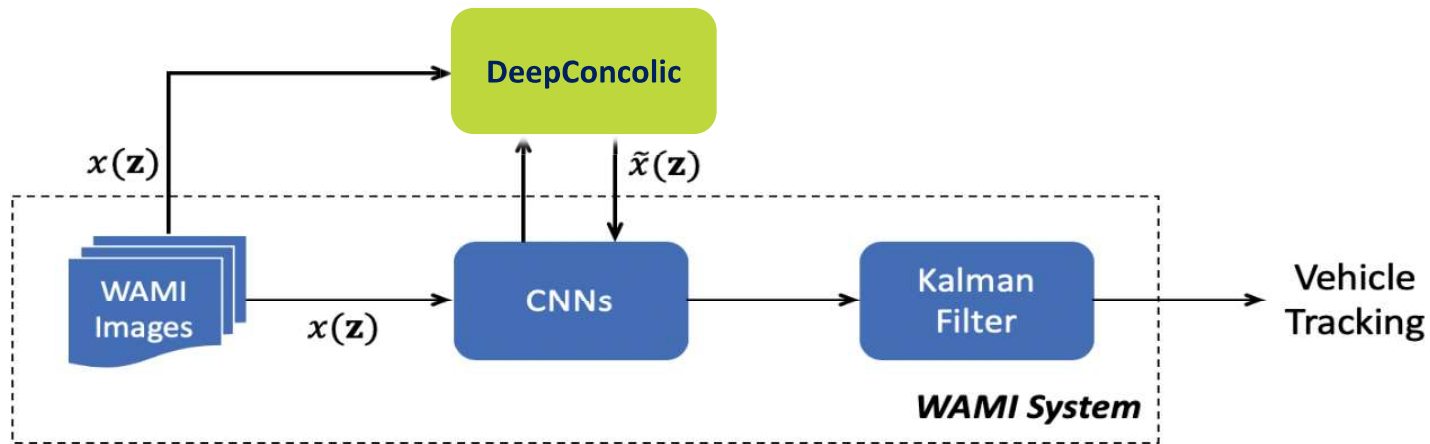 DeepConcolic
x(z)
x̃(z)
WAMI
Images
x(z)
CNNs
Kalman
Filter
Vehicle
Tracking
WAMI System